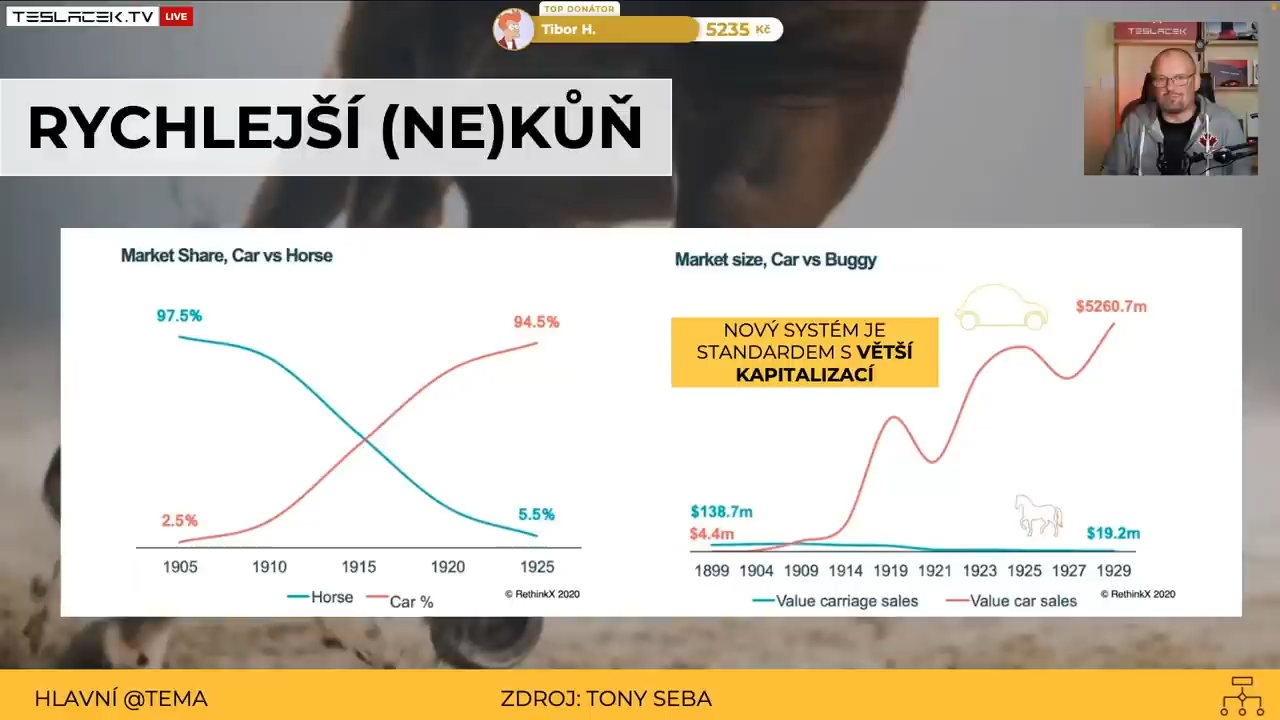 TESLACEK.TV LIVE
TOP DONÁTOR
Tibor H. 5235 Kč
TESLACEK
RYCHLEJŠÍ (NE)KŮŇ
Market Share, Car vs Horse
97.5%
94.5%
2.5%
5.5%
1905 1910 1915 1920 1925
Horse Car %
© RethinkX 2020
Market size, Car vs Buggy
NOVÝ SYSTÉM JE
STANDARDEM S VĚTŠÍ
KAPITALIZACÍ
$5260.7m
$138.7m
$4.4m
$19.2m
1899 1904 1909 1914 1919 1921 1923 1925 1927 1929
Value carriage sales Value car sales
© RethinkX 2020
HLAVNÍ @TEMA
ZDROJ: TONY SEBA